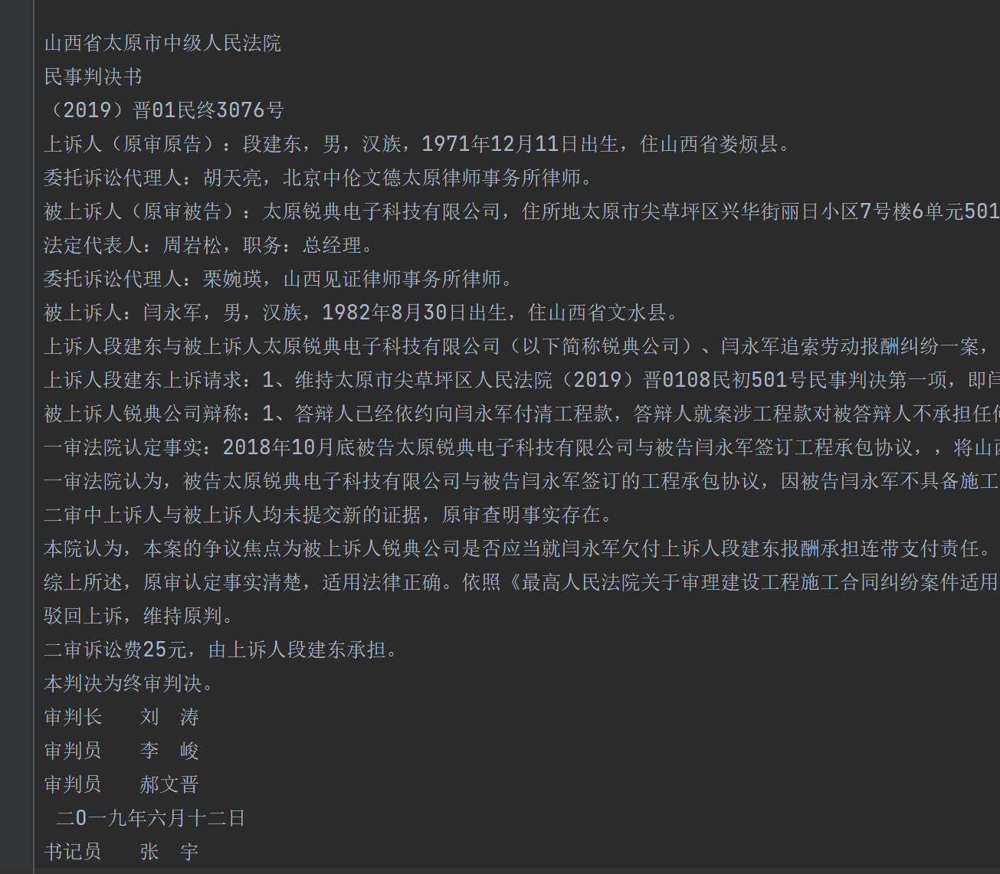 山西省太原市中级人民法院
民事判决书
（2019）晋01民终3076号
上诉人（原审原告）：段建东，男，汉族，1971年12月11日出生，住山西省娄烦县。
委托诉讼代理人：胡天亮，北京中伦文德太原律师事务所律师。
被上诉人（原审被告）：太原锐典电子科技有限公司，住所地太原市尖草坪区兴华街丽日小区7号楼6单元501
法定代表人：周岩松，职务：总经理。
委托诉讼代理人：栗婉瑛，山西见证律师事务所律师。
被上诉人：闫永军，男，汉族，1982年8月30日出生，住山西省文水县。
上诉人段建东与被上诉人太原锐典电子科技有限公司（以下简称锐典公司）、闫永军追索劳动报酬纠纷一案，
上诉人段建东上诉请求：1、维持太原市尖草坪区人民法院（2019）晋0108民初501号民事判决第一项，即闫
被上诉人锐典公司辩称：1、答辩人已经依约向闫永军付清工程款，答辩人就案涉工程款对被答辩人不承担任何
一审法院认定事实：2018年10月底被告太原锐典电子科技有限公司与被告闫永军签订工程承包协议，，将山西
一审法院认为，被告太原锐典电子科技有限公司与被告闫永军签订的工程承包协议，因被告闫永军不具备施工
二审中上诉人与被上诉人均未提交新的证据，原审查明事实存在。
本院认为，本案的争议焦点为被上诉人锐典公司是否应当就闫永军欠付上诉人段建东报酬承担连带支付责任。
综上所述，原审认定事实清楚，适用法律正确。依照《最高人民法院关于审理建设工程施工合同纠纷案件适用
驳回上诉，维持原判。
二审诉讼费25元，由上诉人段建东承担。
本判决为终审判决。
审判长　　刘　涛
审判员　　李　峻
审判员　　郝文晋
二0一九年六月十二日
书记员　　张　宇